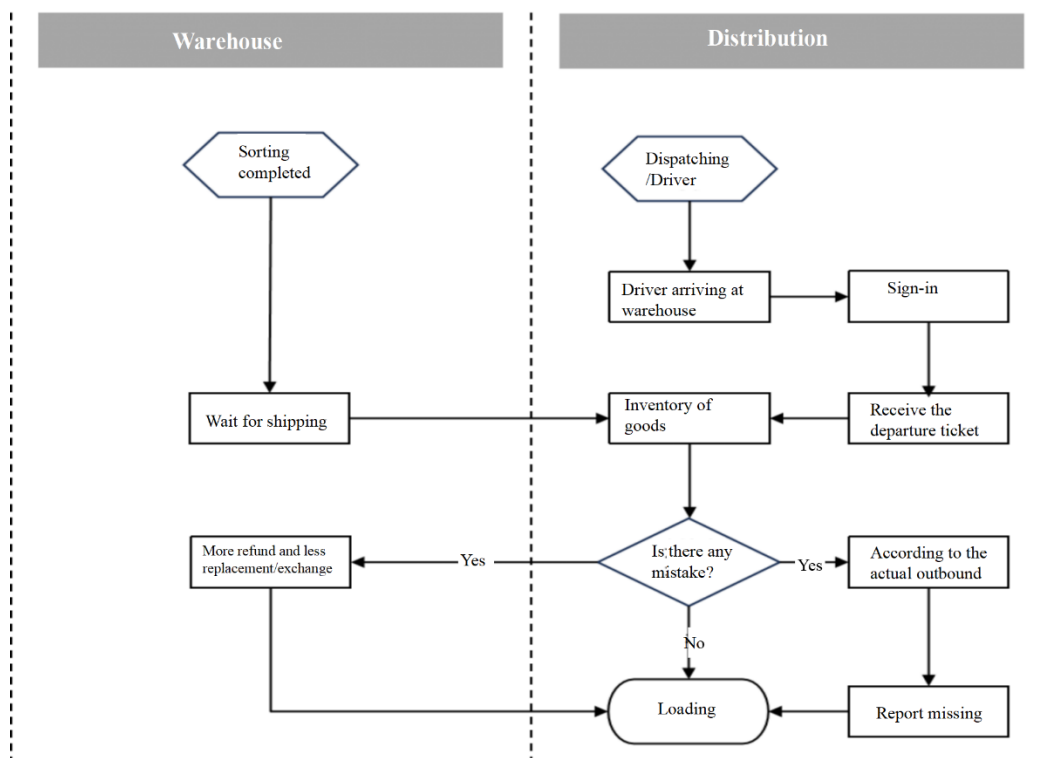 Warehouse
Distribution
Sorting
completed
Dispatching
/Driver
Driver arriving at
warehouse
Sign-in
Wait for shipping
Inventory of
goods
Receive the
departure ticket
More refund and less
replacement/exchange
Yes
Is there any
mistake?
Yes
According to the
actual outbound
No
Loading
Report missing